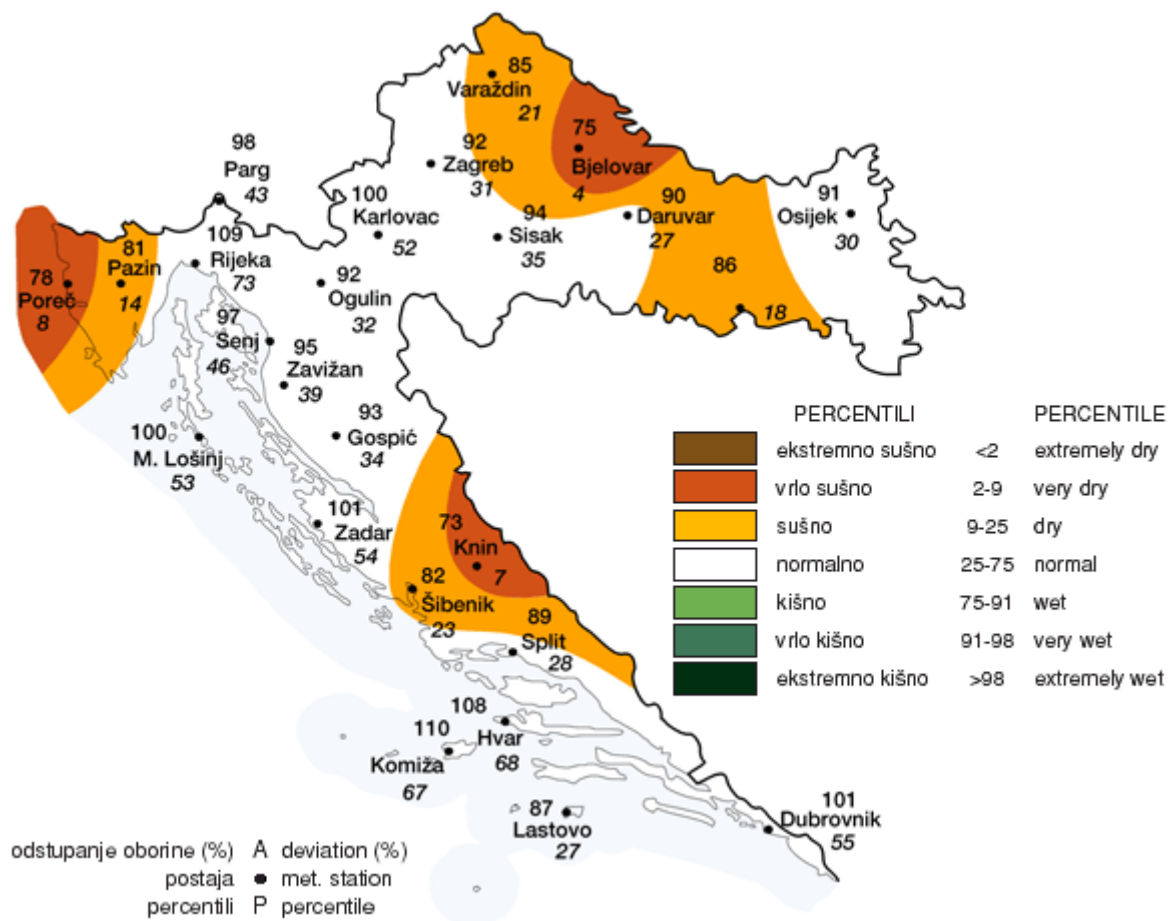 85
Varaždin
21
75
Bjelovar
4
98
Parg
43
92
Zagreb
31
100
Karlovac
52
94
Sisak
35
90
Daruvar
27
91
Osijek
30
86
18
78
Poreč
8
81
Pazin
14
109
Rijeka
73
92
Ogulin
32
97
Senj
46
95
Zavižan
39
93
Gospić
34
100
M. Lošinj
53
101
Zadar
54
73
Knin
7
82
Šibenik
23
89
Split
28
108
Hvar
68
110
Komiža
67
87
Lastovo
27
101
Dubrovnik
55
PERCENTILI PERCENTILE
ekstremno sušno <2 extremely dry
vrlo sušno 2-9 very dry
sušno 9-25 dry
normalno 25-75 normal
kišno 75-91 wet
vrlo kišno 91-98 very wet
ekstremno kišno >98 extremely wet
odstupanje oborine (%) A deviation (%)
postaja met. station
percentili P percentile